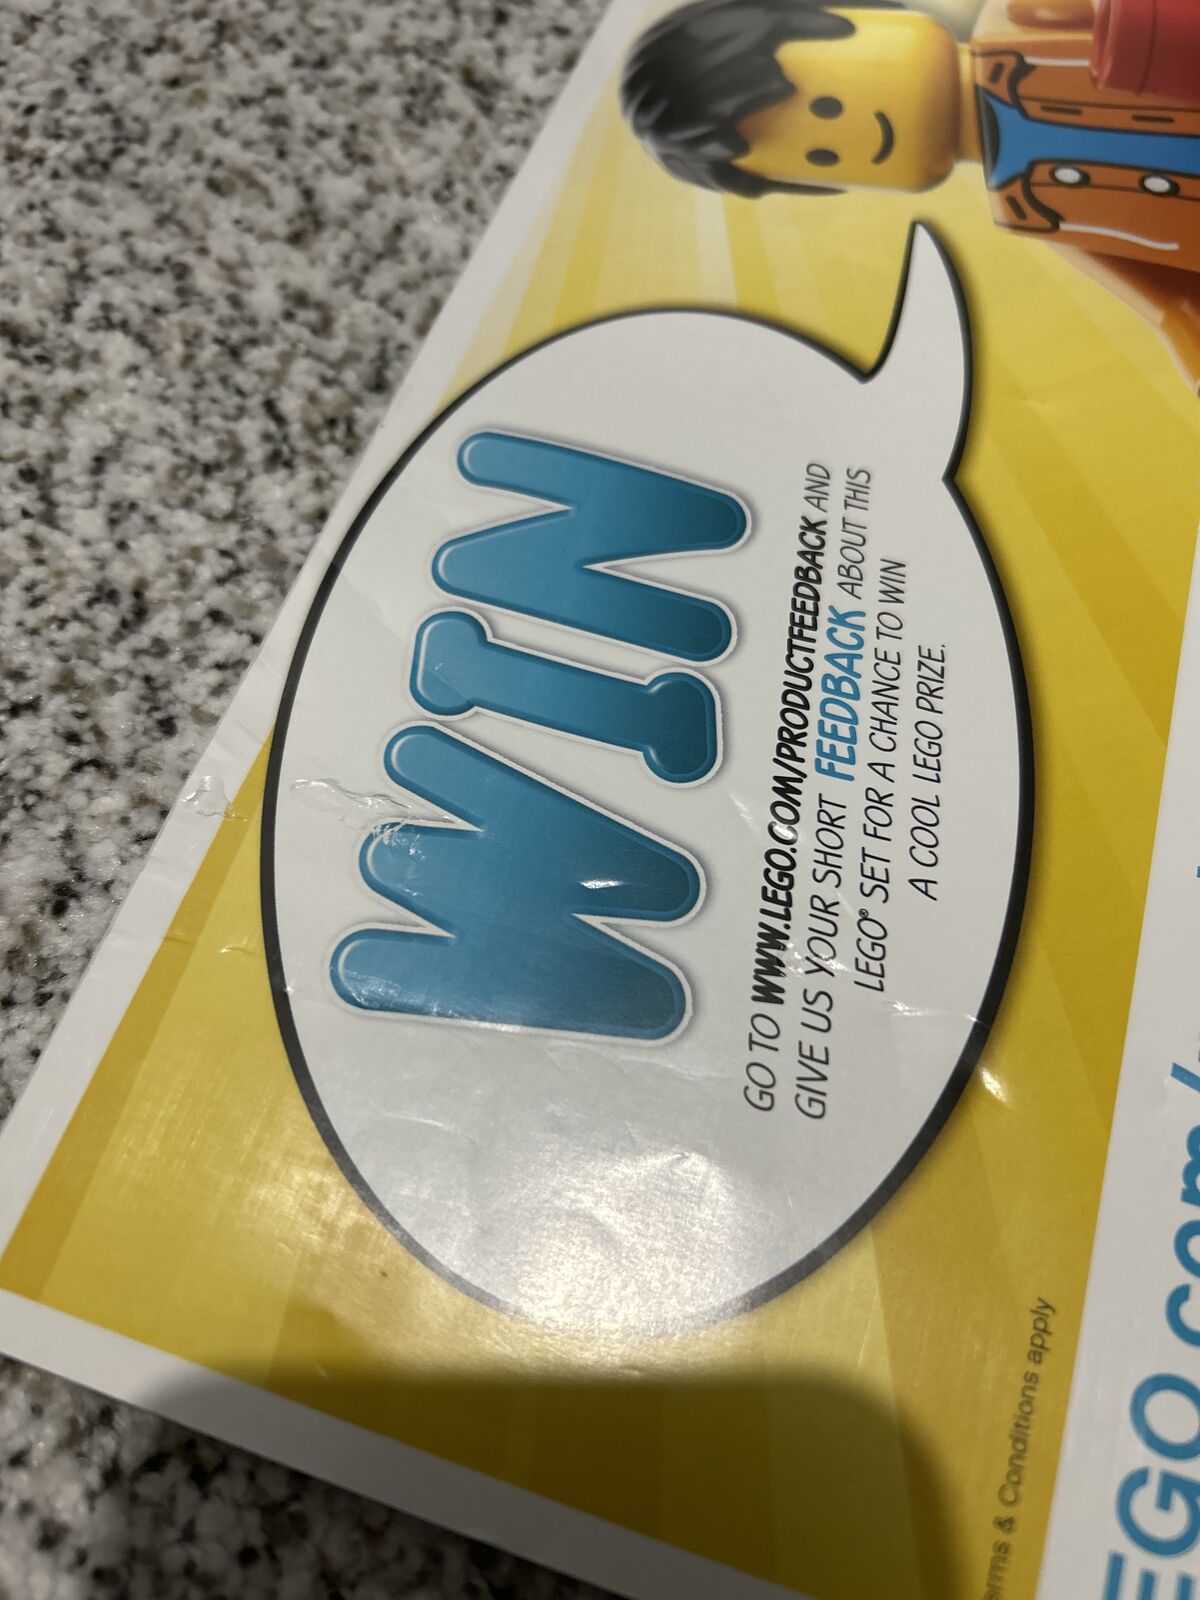 WIN
GO TO WWW.LEGO.COM/PRODUCTFEEDBACK AND
GIVE US YOUR SHORT FEEDBACK ABOUT THIS
LEGO® SET FOR A CHANCE TO WIN
A COOL LEGO PRIZE.
& Conditions apply